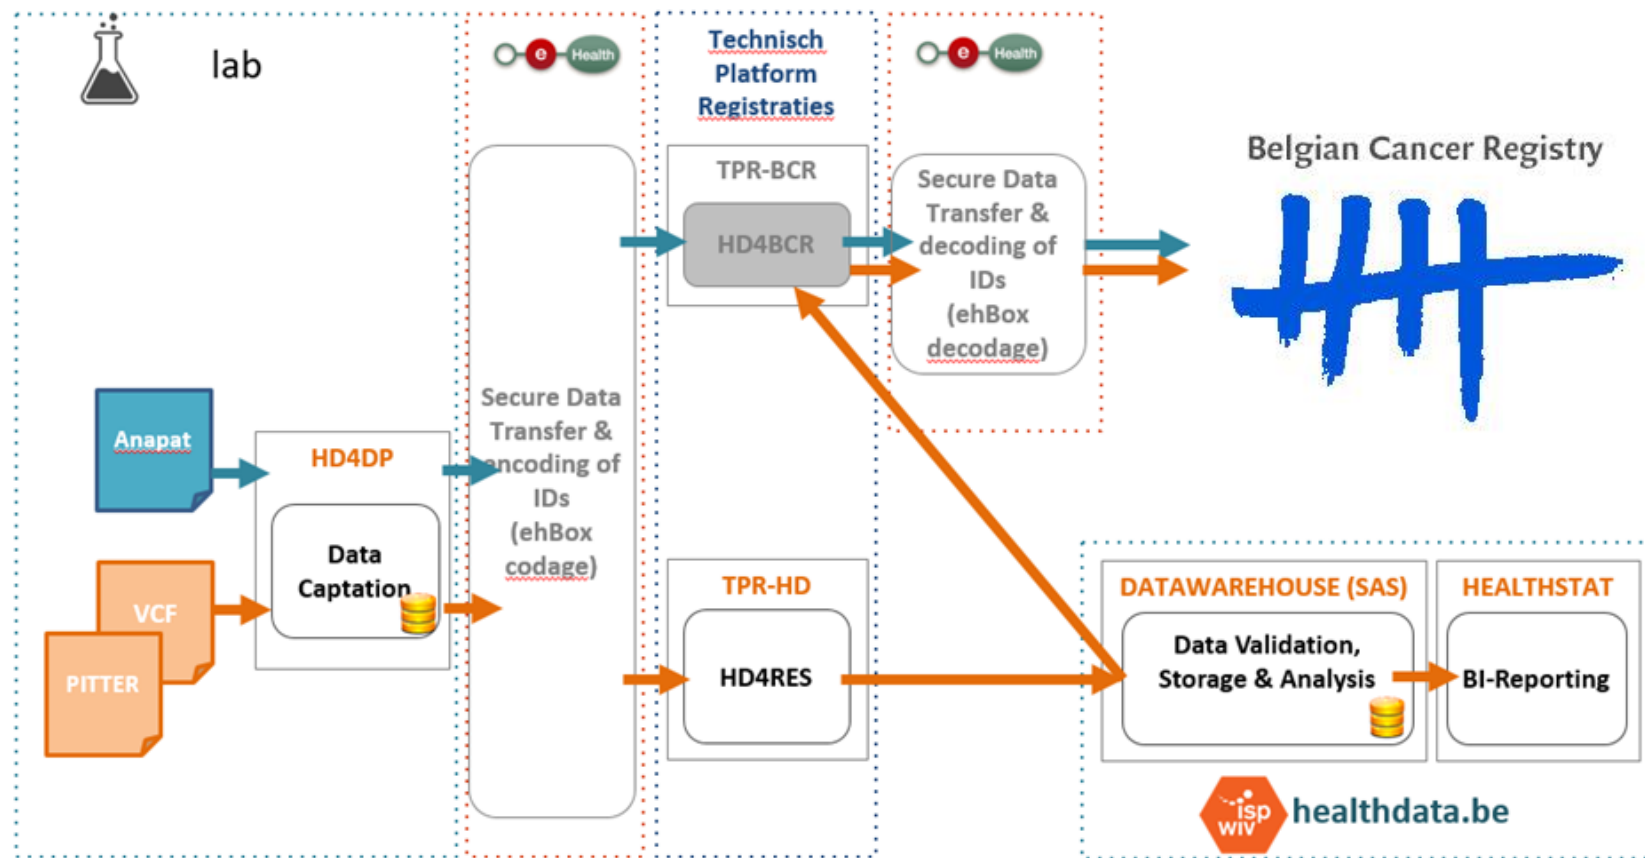 lab
e
Health
Technisch
Platform
Registraties
e
Health
TPR-BCR
HD4BCR
Secure Data
Transfer &
decoding of
IDs
(ehBox
decodage)
Belgian Cancer Registry
Anapat
HD4DP
Data
Captation
VCF
PITTER
Secure Data
Transfer &
encoding of
IDs
(ehBox
codage)
TPR-HD
HD4RES
DATAWAREHOUSE (SAS)
Data Validation,
Storage & Analysis
HEALTHSTAT
BI-Reporting
isp
WIV
healthdata.be